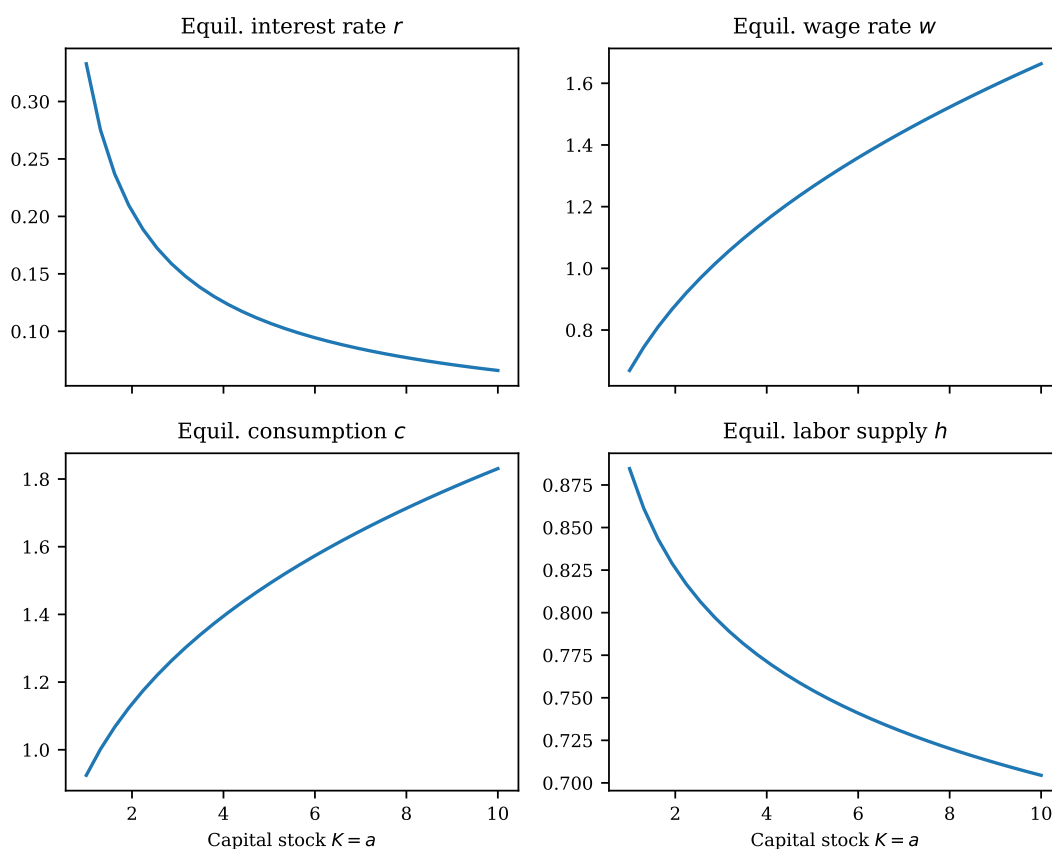 Equil. interest rate r
0.30
0.25
0.20
0.15
0.10
Equil. wage rate w
1.6
1.4
1.2
1.0
0.8
Equil. consumption c
1.8
1.6
1.4
1.2
1.0
2 4 6 8 10
Capital stock K = a
Equil. labor supply h
0.875
0.850
0.825
0.800
0.775
0.750
0.725
0.700
2 4 6 8 10
Capital stock K = a